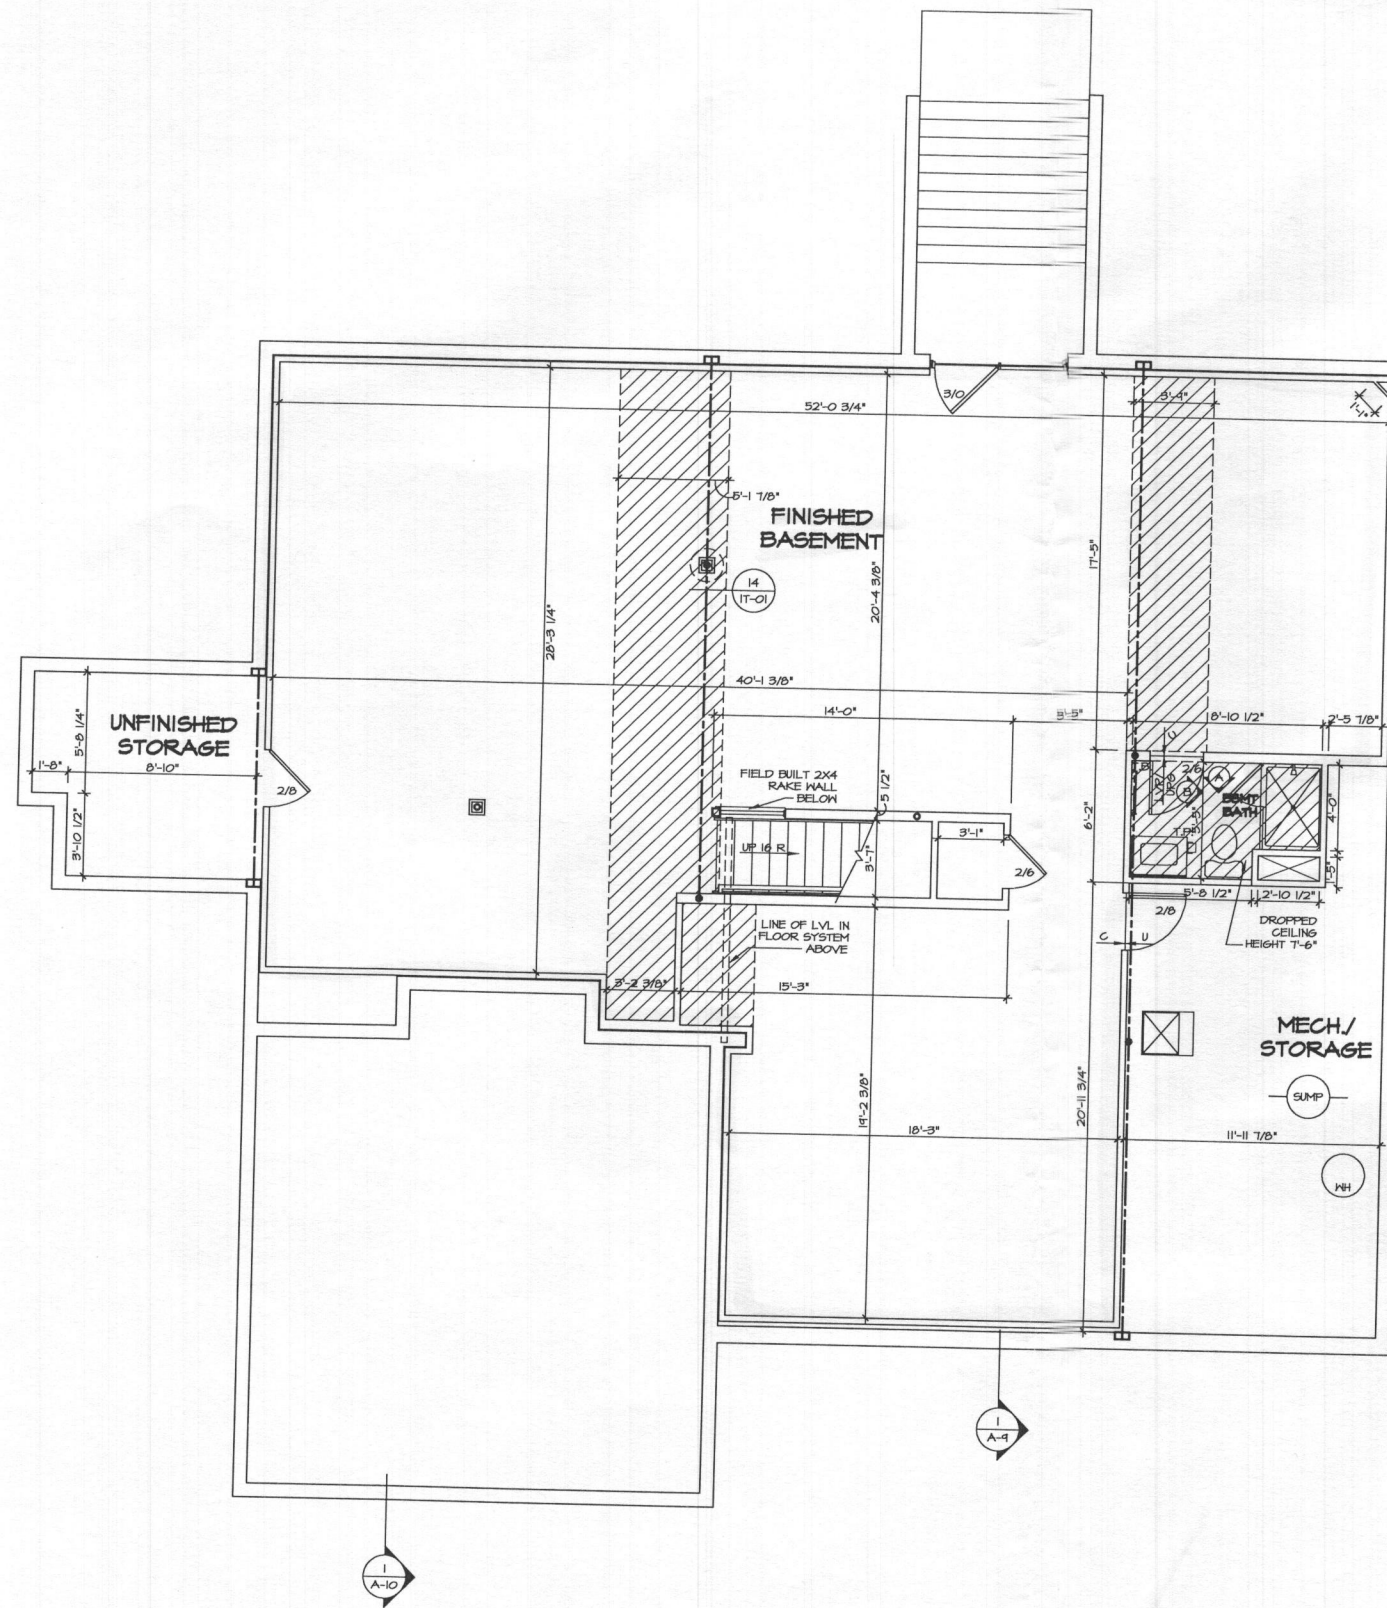 3/0
52'-0 3/4"
3'-9"
1'-1"
5'-1 7/8"
FINISHED
BASEMENT
14
1T-01
20'-4 3/8"
17'-5"
28'-3 1/4"
40'-1 3/8"
14'-0"
8'-10 1/2"
2'-5 7/8"
UNFINISHED
STORAGE
5'-8 1/4"
1'-8"
8'-10"
2/8
3'-10 1/2"
FIELD BUILT 2X4
RAKE WALL
BELOW
5 1/2"
6'-2"
2/6
A
B
BSMT
BATH
4'-0"
UP 16 R
3'-7"
3'-1"
2/6
1'-5"
5'-8 1/2"
2'-10 1/2"
2/8
C
U
DROPPED
CEILING
HEIGHT 7'-6"
LINE OF LVL IN
FLOOR SYSTEM
ABOVE
3'-2 3/8"
15'-3"
MECH./
STORAGE
SUMP
19'-2 3/8"
20'-11 3/4"
18'-3"
11'-11 7/8"
WH
1
A-9
1
A-10